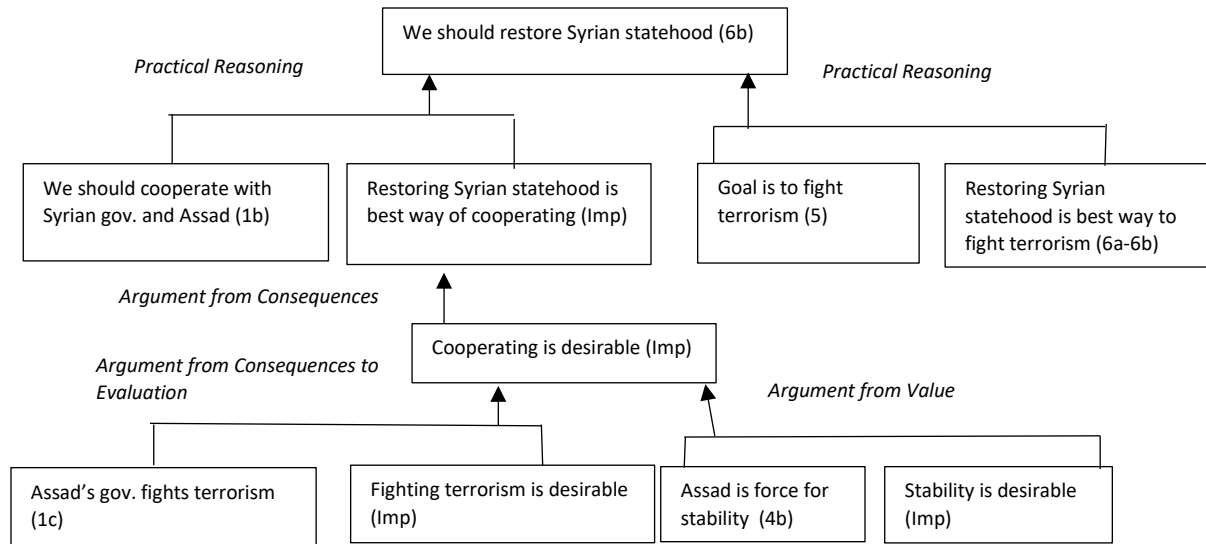 We should restore Syrian statehood (6b)
Practical Reasoning
Practical Reasoning
We should cooperate with
Syrian gov. and Assad (1b)
Restoring Syrian statehood is
best way of cooperating (Imp)
Goal is to fight
terrorism (5)
Restoring Syrian
statehood is best way to
fight terrorism (6a-6b)
Argument from Consequences
Cooperating is desirable (Imp)
Argument from Consequences to
Evaluation
Argument from Value
Assad’s gov. fights terrorism
(1c)
Fighting terrorism is desirable
(Imp)
Assad is force for
stability (4b)
Stability is desirable
(Imp)